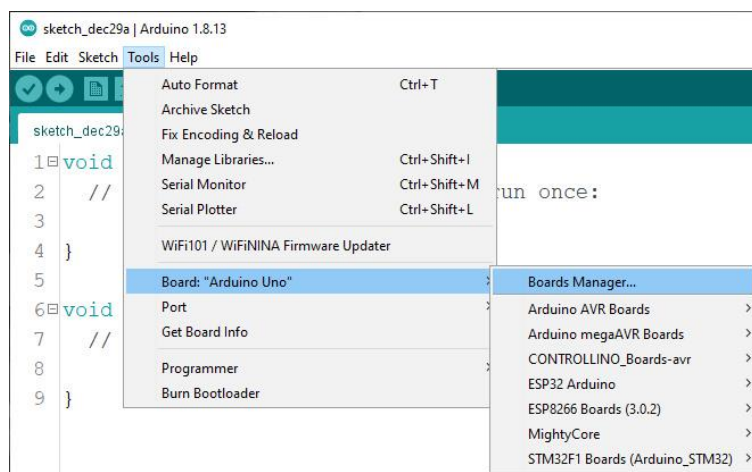 sketch_dec29a | Arduino 1.8.13
File Edit Sketch Tools Help
sketch_dec29a
Auto Format Ctrl+T
Archive Sketch
Fix Encoding & Reload
Manage Libraries... Ctrl+Shift+I
Serial Monitor Ctrl+Shift+M
Serial Plotter Ctrl+Shift+L
WiFi101 / WiFiNINA Firmware Updater
Board: "Arduino Uno"
Port
Get Board Info
Programmer
Burn Bootloader
Boards Manager...
Arduino AVR Boards
Arduino megaAVR Boards
CONTROLLINO_Boards-avr
ESP32 Arduino
ESP8266 Boards (3.0.2)
MightyCore
STM32F1 Boards (Arduino_STM32)
1 void
2 // run once:
3
4 }
5
6 void
7 //
8
9 }